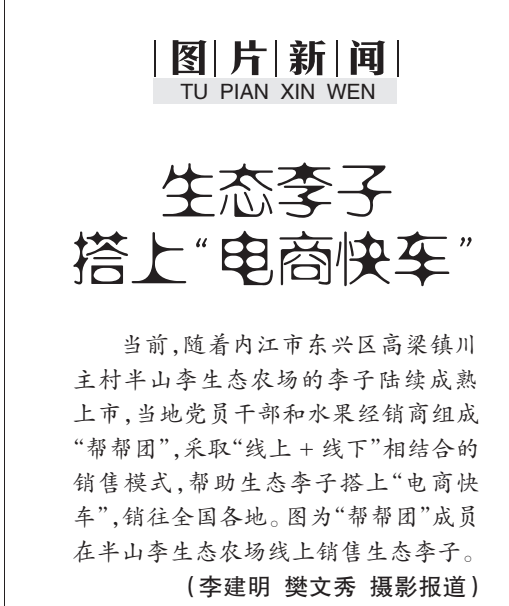 图片新闻
TU PIAN XIN WEN
生态李子
搭上“电商快车”
当前,随着内江市东兴区高梁镇川
主村半山李生态农场的李子陆续成熟
上市,当地党员干部和水果经销商组成
“帮帮团”,采取“线上+线下”相结合的
销售模式,帮助生态李子搭上“电商快
车”,销往全国各地。图为“帮帮团”成员
在半山李生态农场线上销售生态李子。
(李建明 樊文秀 摄影报道)